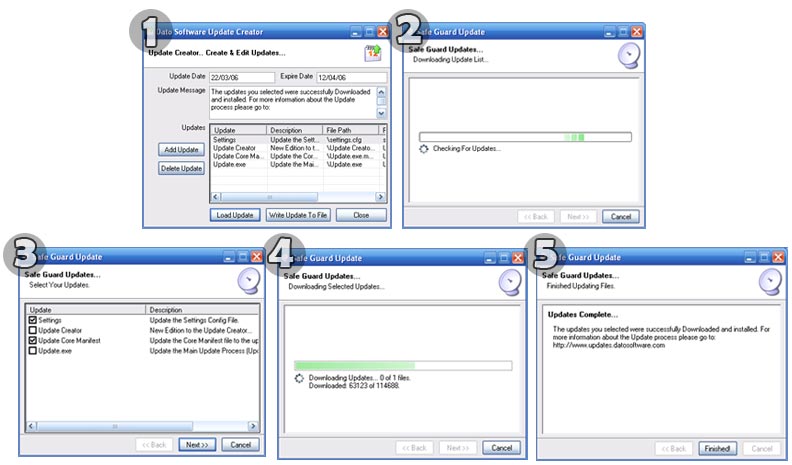 1
Dato Software Update Creator
Update Creator.. Create & Edit Updates...
12
Update Date 22/03/06 Expire Date 12/04/06
Update Message The updates you selected were successfully Downloaded
and installed. For more information about the Update
process please go to:
Updates
Update Description File Path F
Settings Update the Sett... \settings.cfg s
Update Creator New Edition to t... \Update Creato... U
Update Core Ma... Update the Cor... \Update.exe.m... U
Update.exe Update the Mai... \Update.exe U
Add Update
Delete Update
Load Update Write Update To File Close
2
Safe Guard Update
Safe Guard Updates...
Downloading Update List...
Checking For Updates...
<< Back Next >> Cancel
3
Safe Guard Update
Safe Guard Updates...
Select Your Updates.
Update Description
Settings Update the Settings Config File.
Update Creator New Edition to the Update Creator...
Update Core Manifest Update the Core Manifest file to the up
Update.exe Update the Main Update Process (Upd
<< Back Next >> Cancel
4
Safe Guard Update
Safe Guard Updates...
Downloading Selected Updates...
Downloading Updates... 0 of 1 files.
Downloaded: 63123 of 114688.
<< Back Next >> Cancel
5
Safe Guard Update
Safe Guard Updates...
Finished Updating Files.
Updates Complete...
The updates you selected were successfully Downloaded and installed. For
more information about the Update process please go to:
http://www.updates.datosoftware.com
<< Back Finished! Cancel